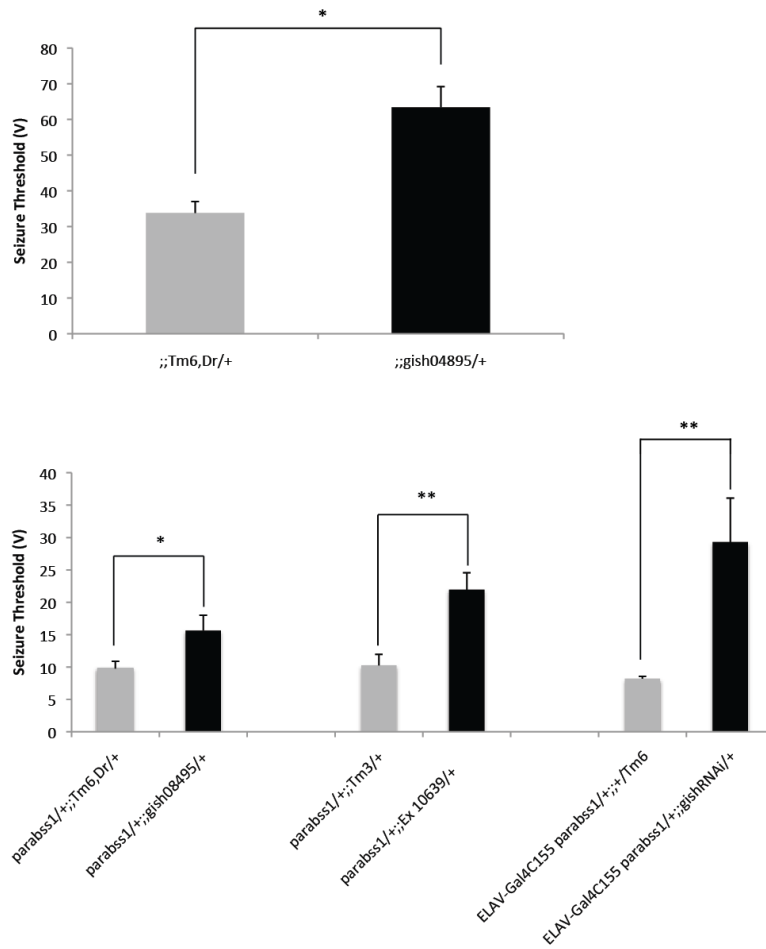 *
Seizure Threshold (V)
80
70
60
50
40
30
20
10
0
;;Tm6,Dr/+ ;;gish04895/+
Seizure Threshold (V)
40
35
30
25
20
15
10
5
0
*
**
**
parabss1/+;;Tm6,Dr/+
parabss1/+;;gish08495/+
parabss1/+;;Tm3/+
parabss1/+;;Ex 10639/+
ELAV-Gal4C155 parabss1/+;;+/Tm6
ELAV-Gal4C155 parabss1/+;;gishRNAi/+